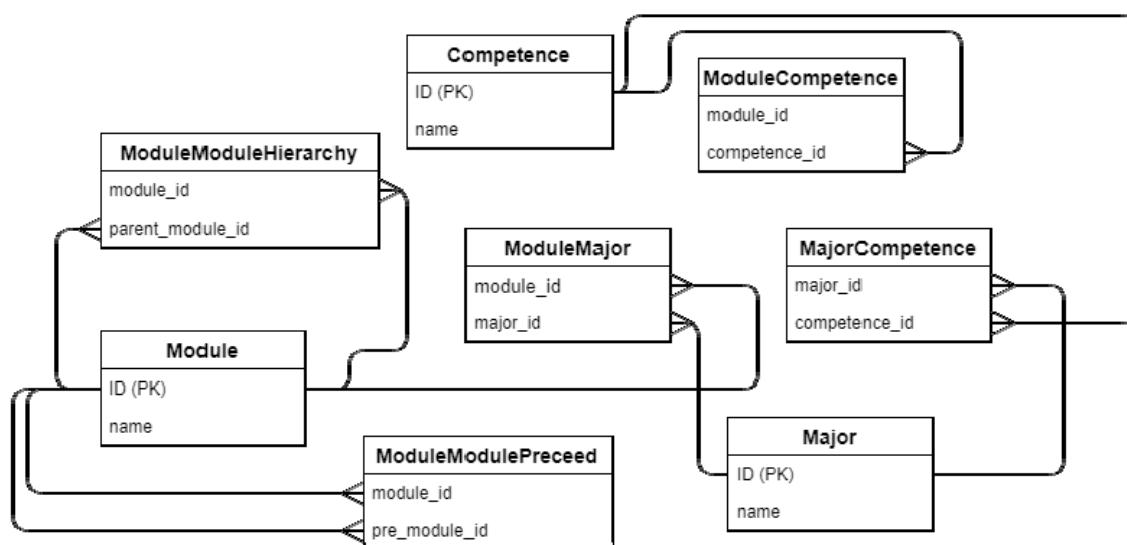 Competence
ID (PK)
name
ModuleCompetence
module_id
competence_id
ModuleModuleHierarchy
module_id
parent_module_id
ModuleMajor
module_id
major_id
MajorCompetence
major_id
competence_id
Module
ID (PK)
name
Major
ID (PK)
name
ModuleModulePreceed
module_id
pre_module_id